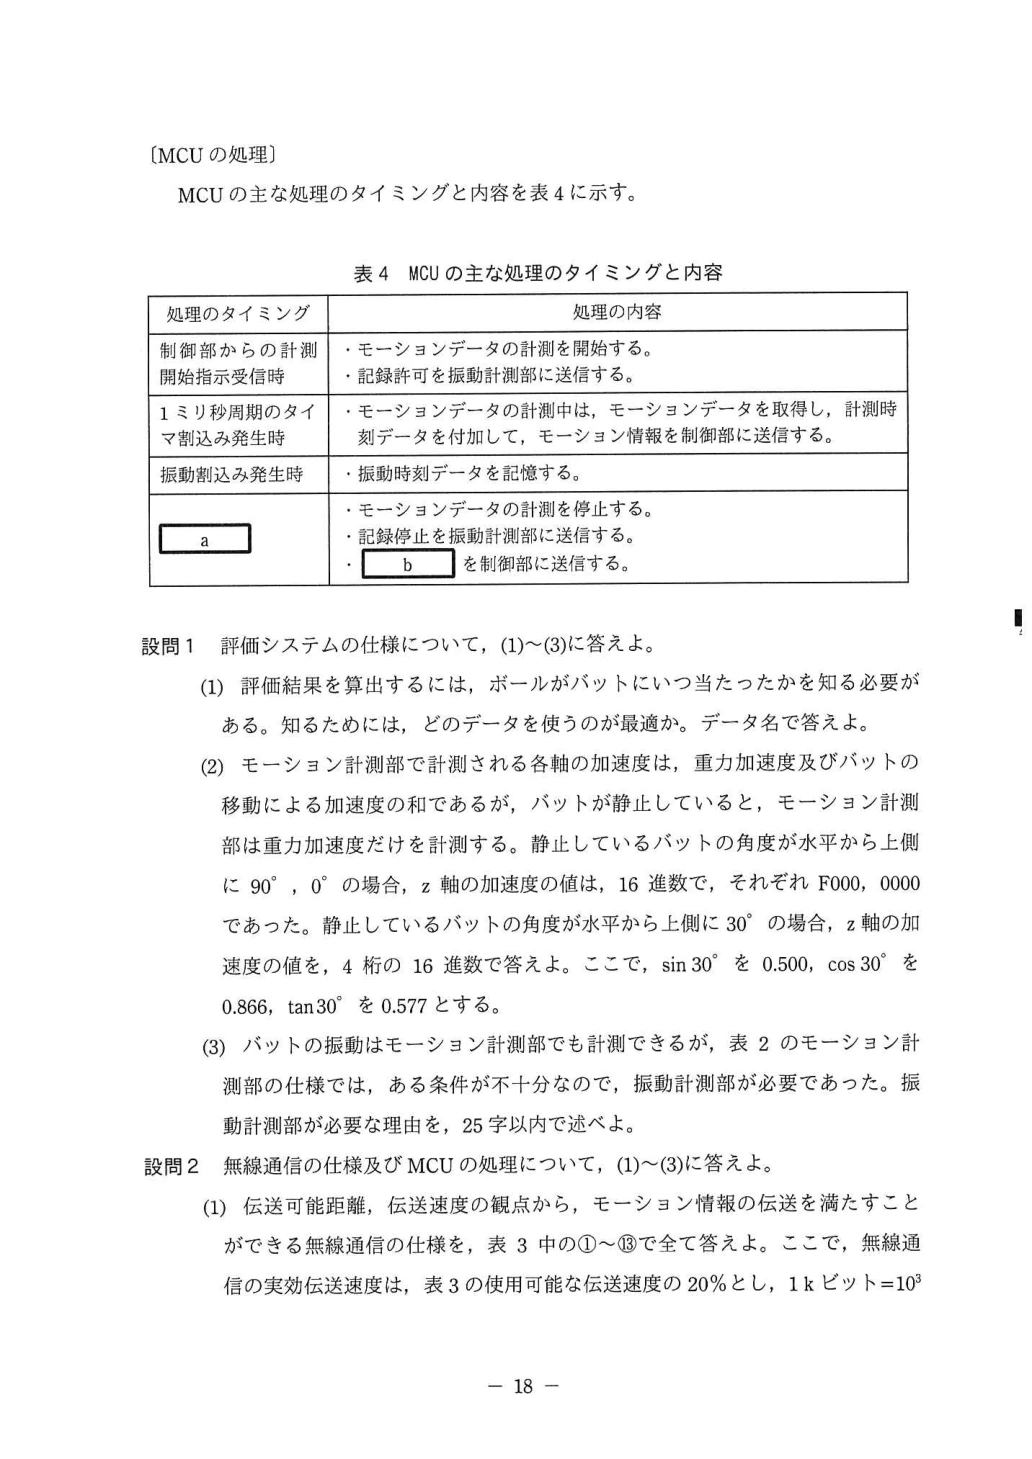 〔MCU の処理〕
MCU の主な処理のタイミングと内容を表 4 に示す。
表 4　MCU の主な処理のタイミングと内容
処理のタイミング
処理の内容
制御部からの計測
開始指示受信時
・モーションデータの計測を開始する。
・記録許可を振動計測部に送信する。
1 ミリ秒周期のタイ
マ割込み発生時
・モーションデータの計測中は，モーションデータを取得し，計測時
刻データを付加して，モーション情報を制御部に送信する。
振動割込み発生時
・振動時刻データを記憶する。
a
・モーションデータの計測を停止する。
・記録停止を振動計測部に送信する。
・ b を制御部に送信する。
設問 1　評価システムの仕様について，(1)～(3)に答えよ。
(1) 評価結果を算出するには，ボールがバットにいつ当たったかを知る必要が
ある。知るためには，どのデータを使うのが最適か。データ名で答えよ。
(2) モーション計測部で計測される各軸の加速度は，重力加速度及びバットの
移動による加速度の和であるが，バットが静止していると，モーション計測
部は重力加速度だけを計測する。静止しているバットの角度が水平から上側
に 90°，0° の場合，z 軸の加速度の値は，16 進数で，それぞれ F000，0000
であった。静止しているバットの角度が水平から上側に 30° の場合，z 軸の加
速度の値を，4 桁の 16 進数で答えよ。ここで，sin 30° を 0.500，cos 30° を
0.866，tan30° を 0.577 とする。
(3) バットの振動はモーション計測部でも計測できるが，表 2 のモーション計
測部の仕様では，ある条件が不十分なので，振動計測部が必要であった。振
動計測部が必要な理由を，25 字以内で述べよ。
設問 2　無線通信の仕様及び MCU の処理について，(1)～(3)に答えよ。
(1) 伝送可能距離，伝送速度の観点から，モーション情報の伝送を満たすこと
ができる無線通信の仕様を，表 3 中の①～⑬で全て答えよ。ここで，無線通
信の実効伝送速度は，表 3 の使用可能な伝送速度の 20%とし，1 k ビット=10³
－ 18 －